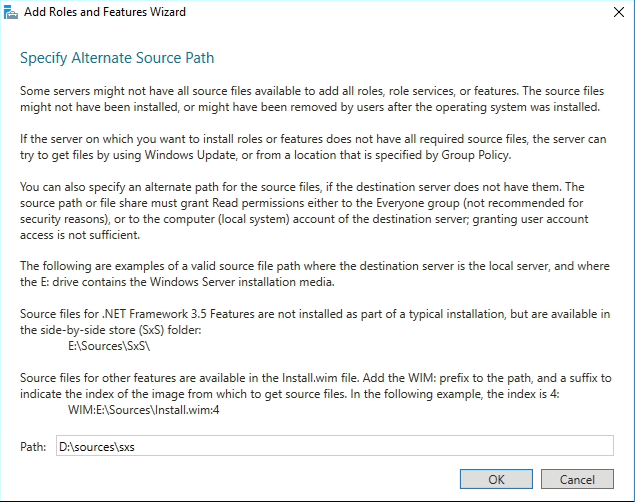 Add Roles and Features Wizard
Specify Alternate Source Path
Some servers might not have all source files available to add all roles, role services, or features. The source files
might not have been installed, or might have been removed by users after the operating system was installed.
If the server on which you want to install roles or features does not have all required source files, the server can
try to get files by using Windows Update, or from a location that is specified by Group Policy.
You can also specify an alternate path for the source files, if the destination server does not have them. The
source path or file share must grant Read permissions either to the Everyone group (not recommended for
security reasons), or to the computer (local system) account of the destination server; granting user account
access is not sufficient.
The following are examples of a valid source file path where the destination server is the local server, and where
the E: drive contains the Windows Server installation media.
Source files for .NET Framework 3.5 Features are not installed as part of a typical installation, but are available in
the side-by-side store (SxS) folder:
E:\Sources\SxS\
Source files for other features are available in the Install.wim file. Add the WIM: prefix to the path, and a suffix to
indicate the index of the image from which to get source files. In the following example, the index is 4:
WIM:E:\Sources\Install.wim:4
Path: D:\sources\sxs
OK Cancel